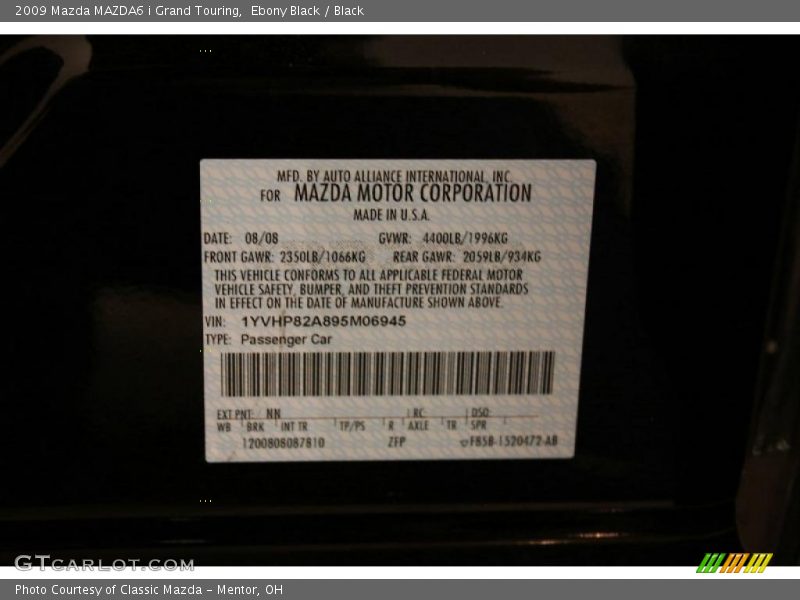 2009 Mazda MAZDA6 i Grand Touring,  Ebony Black / Black
MFD. BY AUTO ALLIANCE INTERNATIONAL, INC.
FOR MAZDA MOTOR CORPORATION
MADE IN U.S.A.
DATE: 08/08 GVWR: 4400LB/1996KG
FRONT GAWR: 2350LB/1066KG REAR GAWR: 2059LB/934KG
THIS VEHICLE CONFORMS TO ALL APPLICABLE FEDERAL MOTOR
VEHICLE SAFETY, BUMPER, AND THEFT PREVENTION STANDARDS
IN EFFECT ON THE DATE OF MANUFACTURE SHOWN ABOVE.
VIN: 1YVHP82A895M06945
TYPE: Passenger Car
EXT PNT: NN RC: DSO:
WB BRK INT TR TP/PS R AXLE TR SPR
1200808087810 ZFP F85B-1520472-AB
GTCARLOT.COM
Photo Courtesy of Classic Mazda - Mentor, OH